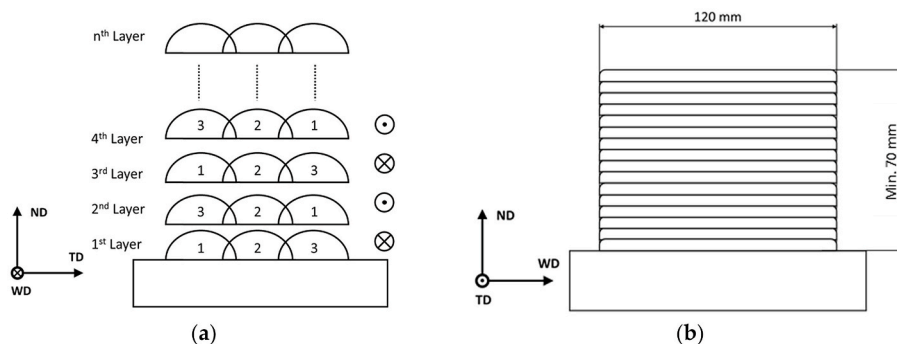 nth Layer
4th Layer
3 2 1
3rd Layer
1 2 3
2nd Layer
3 2 1
1st Layer
1 2 3
ND
TD
WD
(a)
120 mm
Min. 70 mm
ND
WD
TD
(b)